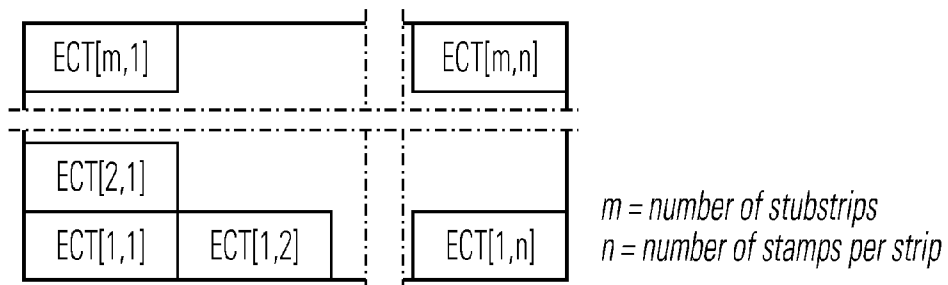 ECT[m,1] ECT[m,n]
ECT[2,1]
ECT[1,1] ECT[1,2] ECT[1,n]
m = number of stubstrips
n = number of stamps per strip